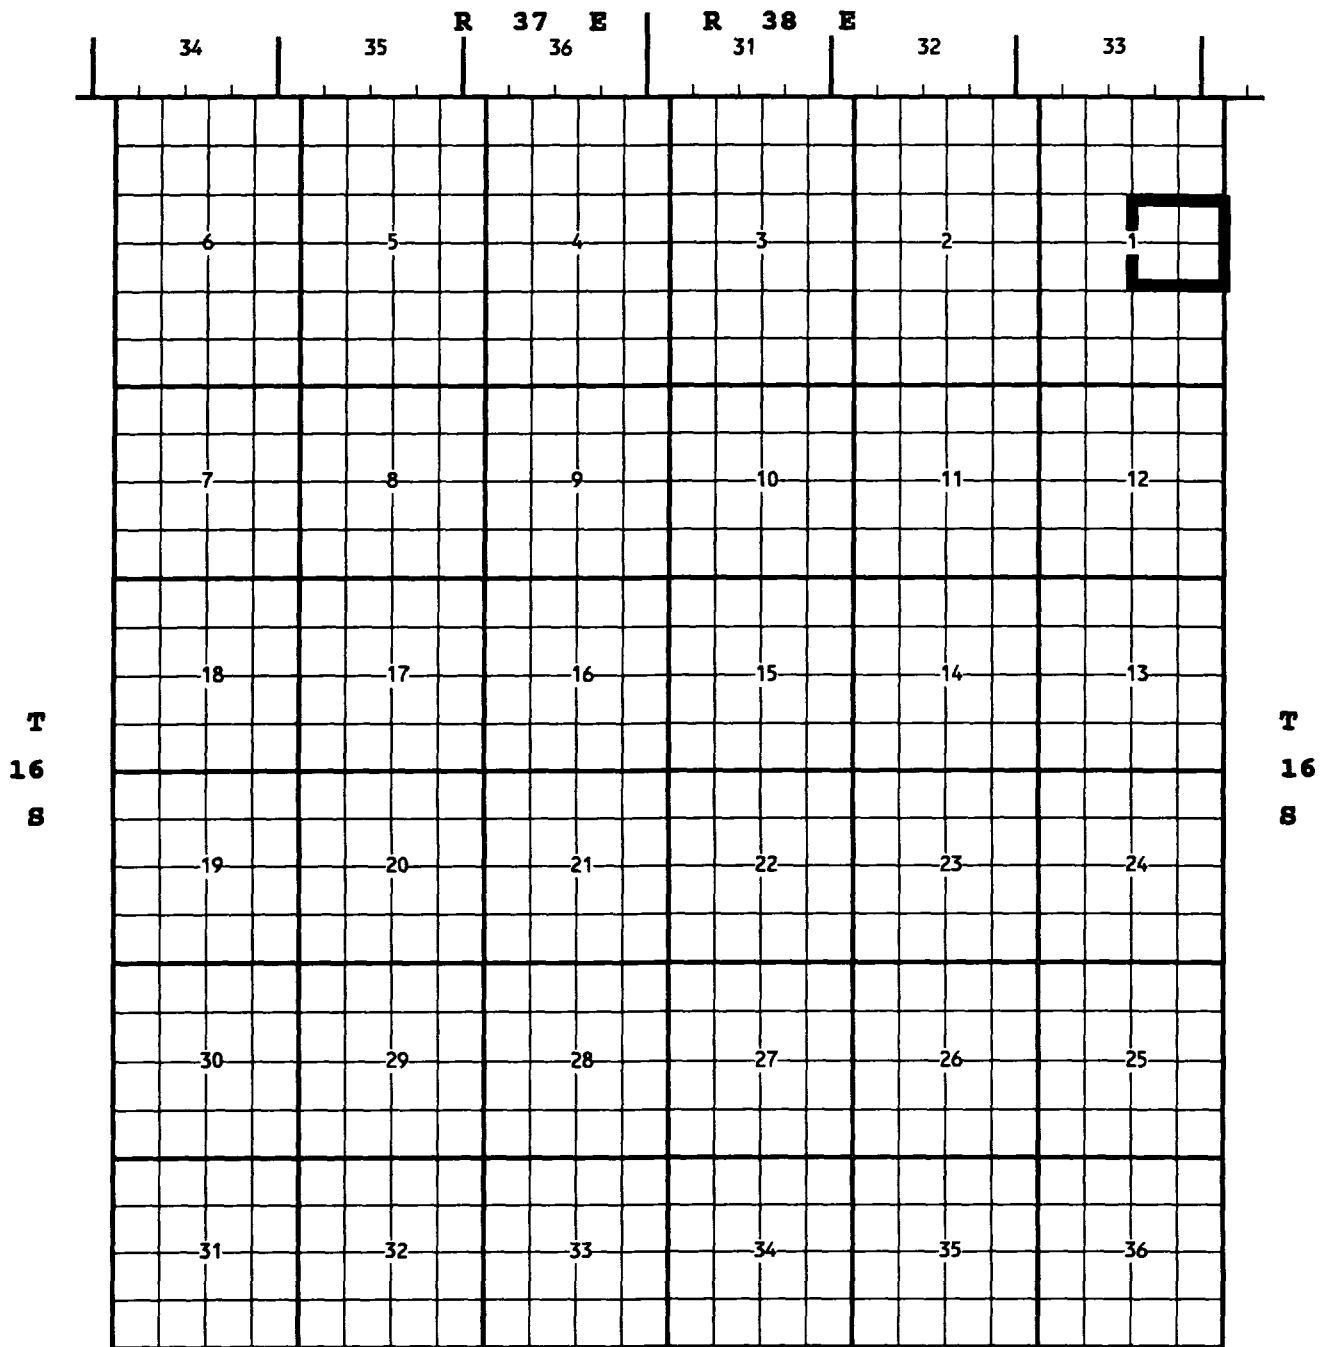 R 37 E R 38 E
34 35 36 31 32 33
6 5 4 3 2 1
7 8 9 10 11 12
18 17 16 15 14 13
T T
16 16
S S
19 20 21 22 23 24
30 29 28 27 26 25
31 32 33 34 35 36